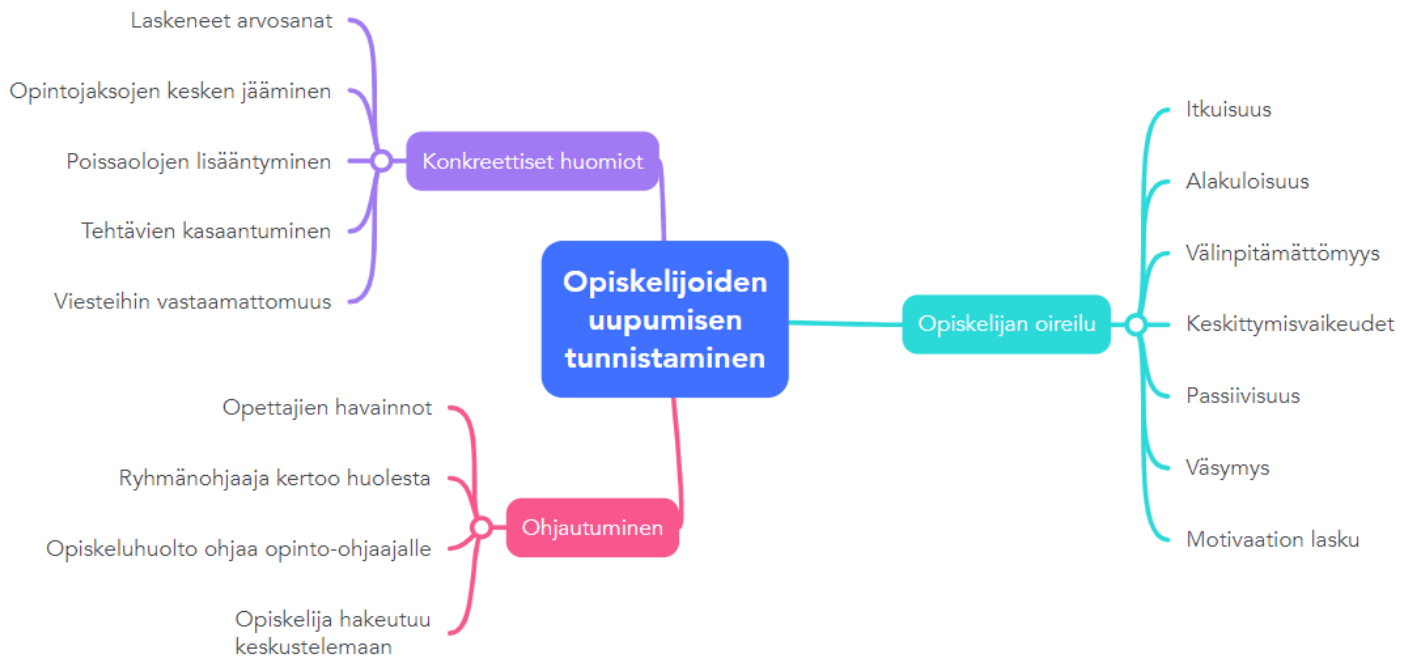 Opiskelijoiden
uupumisen
tunnistaminen
Konkreettiset huomiot
Laskeneet arvosanat
Opintojaksojen kesken jääminen
Poissaolojen lisääntyminen
Tehtävien kasaantuminen
Viesteihin vastaamattomuus
Ohjautuminen
Opettajien havainnot
Ryhmänohjaaja kertoo huolesta
Opiskeluhuolto ohjaa opinto-ohjaajalle
Opiskelija hakeutuu
keskustelemaan
Opiskelijan oireilu
Itkuisuus
Alakuloisuus
Välinpitämättömyys
Keskittymisvaikeudet
Passiivisuus
Väsymys
Motivaation lasku